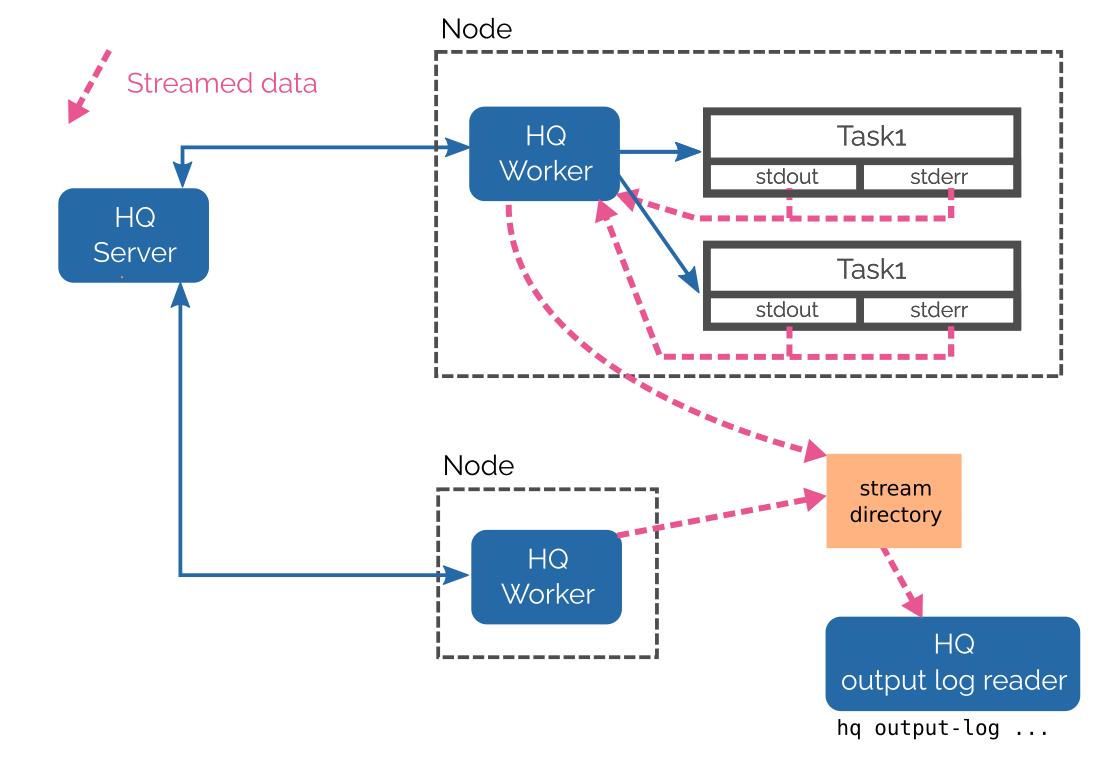 Node
Streamed data
HQ
Worker
Task1
stdout
stderr
HQ
Server
Task1
stdout
stderr
Node
stream
directory
HQ
Worker
HQ
output log reader
hq output-log ...